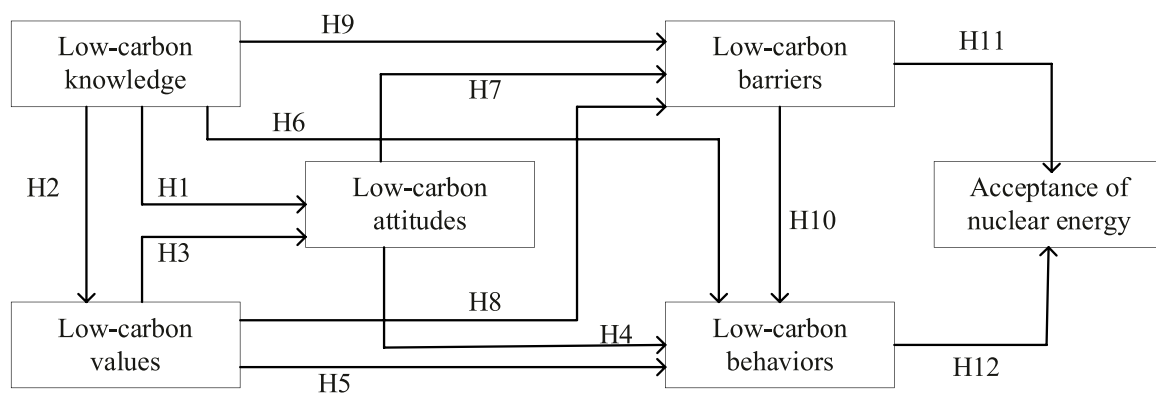 Low-carbon
knowledge
H9
Low-carbon
barriers
H11
H7
H6
H2
H1
Low-carbon
attitudes
Acceptance of
nuclear energy
H3
H10
Low-carbon
values
H8
H4
H5
Low-carbon
behaviors
H12